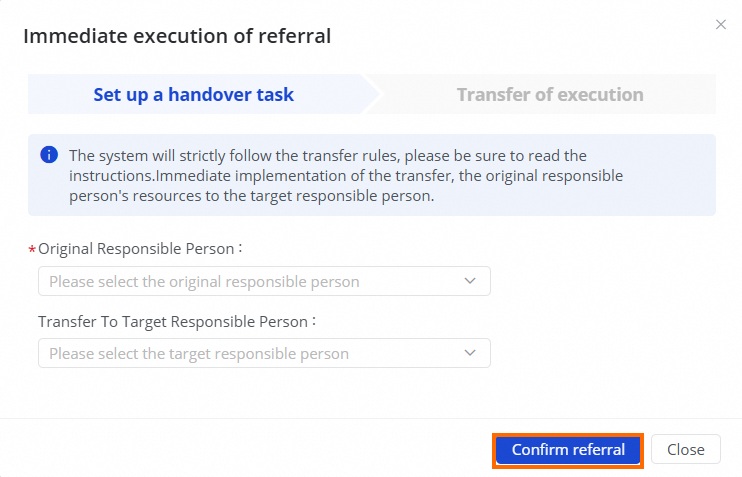 Immediate execution of referral
Set up a handover task
Transfer of execution
The system will strictly follow the transfer rules, please be sure to read the
instructions.Immediate implementation of the transfer, the original responsible
person's resources to the target responsible person.
*Original Responsible Person：
Please select the original responsible person
Transfer To Target Responsible Person：
Please select the target responsible person
Confirm referral
Close